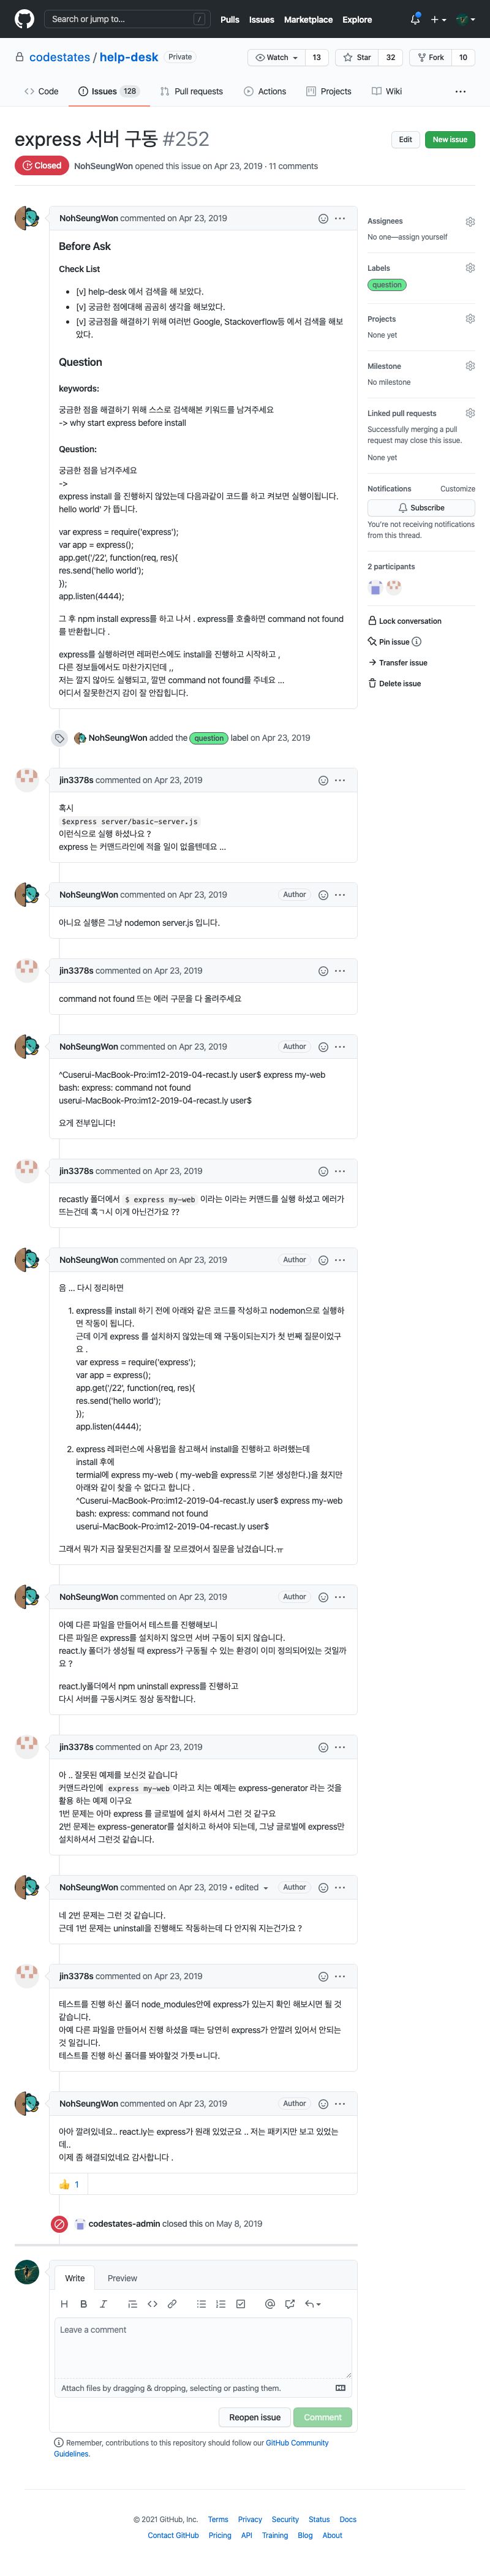 Search or jump to...
/
Pulls Issues Marketplace Explore
codestates / help-desk Private
Watch 13 Star 32 Fork 10
Code Issues 128 Pull requests Actions Projects Wiki
express 서버 구동 #252
Edit New issue
Closed NohSeungWon opened this issue on Apr 23, 2019 · 11 comments
NohSeungWon commented on Apr 23, 2019
Before Ask
Check List
[v] help-desk 에서 검색을 해 보았다.
[v] 궁금한 점에대해 곰곰히 생각을 해보았다.
[v] 궁금점을 해결하기 위해 여러번 Google, Stackoverflow등 에서 검색을 해보
았다.
Question
keywords:
궁금한 점을 해결하기 위해 스스로 검색해본 키워드를 남겨주세요
-> why start express before install
Qeustion:
궁금한 점을 남겨주세요
->
express install 을 진행하지 않았는데 다음과같이 코드를 하고 켜보면 실행이됩니다.
hello world' 가 뜹니다.
var express = require('express');
var app = express();
app.get('/22', function(req, res){
res.send('hello world');
});
app.listen(4444);
그 후 npm install express를 하고 나서 . express를 호출하면 command not found
를 반환합니다 .
express를 실행하려면 레퍼런스에도 install을 진행하고 시작하고 ,
다른 정보들에서도 마찬가지던데 ,,
저는 깔지 않아도 실행되고, 깔면 command not found를 주네요 ...
어디서 잘못한건지 감이 잘 안잡힙니다.
Assignees
No one—assign yourself
Labels
question
Projects
None yet
Milestone
No milestone
Linked pull requests
Successfully merging a pull
request may close this issue.
None yet
Notifications Customize
Subscribe
You're not receiving notifications
from this thread.
2 participants
Lock conversation
Pin issue
Transfer issue
Delete issue
NohSeungWon added the question label on Apr 23, 2019
jin3378s commented on Apr 23, 2019
혹시
$express server/basic-server.js
이런식으로 실행 하셨나요 ?
express 는 커맨드라인에 적을 일이 없을텐데요 ...
NohSeungWon commented on Apr 23, 2019 Author
아니요 실행은 그냥 nodemon server.js 입니다.
jin3378s commented on Apr 23, 2019
command not found 뜨는 에러 구문을 다 올려주세요
NohSeungWon commented on Apr 23, 2019 Author
^Cuserui-MacBook-Pro:im12-2019-04-recast.ly user$ express my-web
bash: express: command not found
userui-MacBook-Pro:im12-2019-04-recast.ly user$
요게 전부입니다!
jin3378s commented on Apr 23, 2019
recastly 폴더에서 $ express my-web 이라는 이라는 커맨드를 실행 하셨고 에러가
뜨는건데 혹ㄱ시 이게 아닌건가요 ??
NohSeungWon commented on Apr 23, 2019 Author
음 ... 다시 정리하면
1. express를 install 하기 전에 아래와 같은 코드를 작성하고 nodemon으로 실행하
면 작동이 됩니다.
근데 이게 express 를 설치하지 않았는데 왜 구동이되는지가 첫 번째 질문이었구
요 .
var express = require('express');
var app = express();
app.get('/22', function(req, res){
res.send('hello world');
});
app.listen(4444);
2. express 레퍼런스에 사용법을 참고해서 install을 진행하고 하려했는데
install 후에
termial에 express my-web ( my-web을 express로 기본 생성한다.)을 쳤지만
아래와 같이 찾을 수 없다고 합니다 .
^Cuserui-MacBook-Pro:im12-2019-04-recast.ly user$ express my-web
bash: express: command not found
userui-MacBook-Pro:im12-2019-04-recast.ly user$
그래서 뭐가 지금 잘못된건지를 잘 모르겠어서 질문을 남겼습니다.ㅠ
NohSeungWon commented on Apr 23, 2019 Author
아예 다른 파일을 만들어서 테스트를 진행해보니
다른 파일은 express를 설치하지 않으면 서버 구동이 되지 않습니다.
react.ly 폴더가 생성될 때 express가 구동될 수 있는 환경이 이미 정의되어있는 것일까
요 ?
react.ly폴더에서 npm uninstall express를 진행하고
다시 서버를 구동시켜도 정상 동작합니다.
jin3378s commented on Apr 23, 2019
아 .. 잘못된 예제를 보신것 같습니다
커맨드라인에 express my-web 이라고 치는 예제는 express-generator 라는 것을
활용 하는 예제 이구요
1번 문제는 아마 express 를 글로벌에 설치 하셔서 그런 것 같구요
2번 문제는 express-generator를 설치하고 하셔야 되는데, 그냥 글로벌에 express만
설치하셔서 그런것 같습니다.
NohSeungWon commented on Apr 23, 2019 • edited Author
네 2번 문제는 그런 것 같습니다.
근데 1번 문제는 uninstall을 진행해도 작동하는데 다 안지워 지는건가요 ?
jin3378s commented on Apr 23, 2019
테스트를 진행 하신 폴더 node_modules안에 express가 있는지 확인 해보시면 될 것
같습니다.
아예 다른 파일을 만들어서 진행 하셨을 때는 당연히 express가 안깔려 있어서 안되는
것 일겁니다.
테스트를 진행 하신 폴더를 봐야할것 가틋ㅂ니다.
NohSeungWon commented on Apr 23, 2019 Author
아아 깔려있네요.. react.ly는 express가 원래 있었군요 .. 저는 패키지만 보고 있었는
데..
이제 좀 해결되었네요 감사합니다 .
👍 1
codestates-admin closed this on May 8, 2019
Write Preview
Leave a comment
Attach files by dragging & dropping, selecting or pasting them.
Reopen issue Comment
Remember, contributions to this repository should follow our GitHub Community
Guidelines.
© 2021 GitHub, Inc. Terms Privacy Security Status Docs
Contact GitHub Pricing API Training Blog About